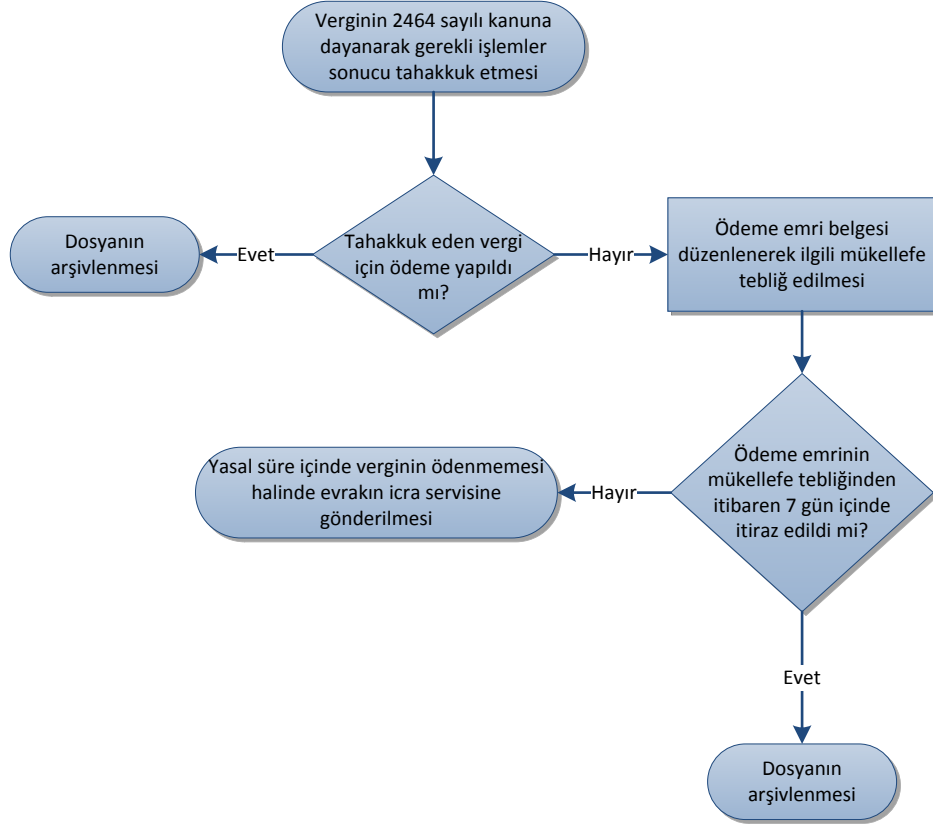 Verginin 2464 sayılı kanuna
dayanarak gerekli işlemler
sonucu tahakkuk etmesi
Dosyanın
arşivlenmesi
Evet
Tahakkuk eden vergi
için ödeme yapıldı
mı?
Hayır
Ödeme emri belgesi
düzenlenerek ilgili mükellefe
tebliğ edilmesi
Yasal süre içinde verginin ödenmemesi
halinde evrakın icra servisine
gönderilmesi
Hayır
Ödeme emrinin
mükellefe tebliğinden
itibaren 7 gün içinde
itiraz edildi mi?
Evet
Dosyanın
arşivlenmesi